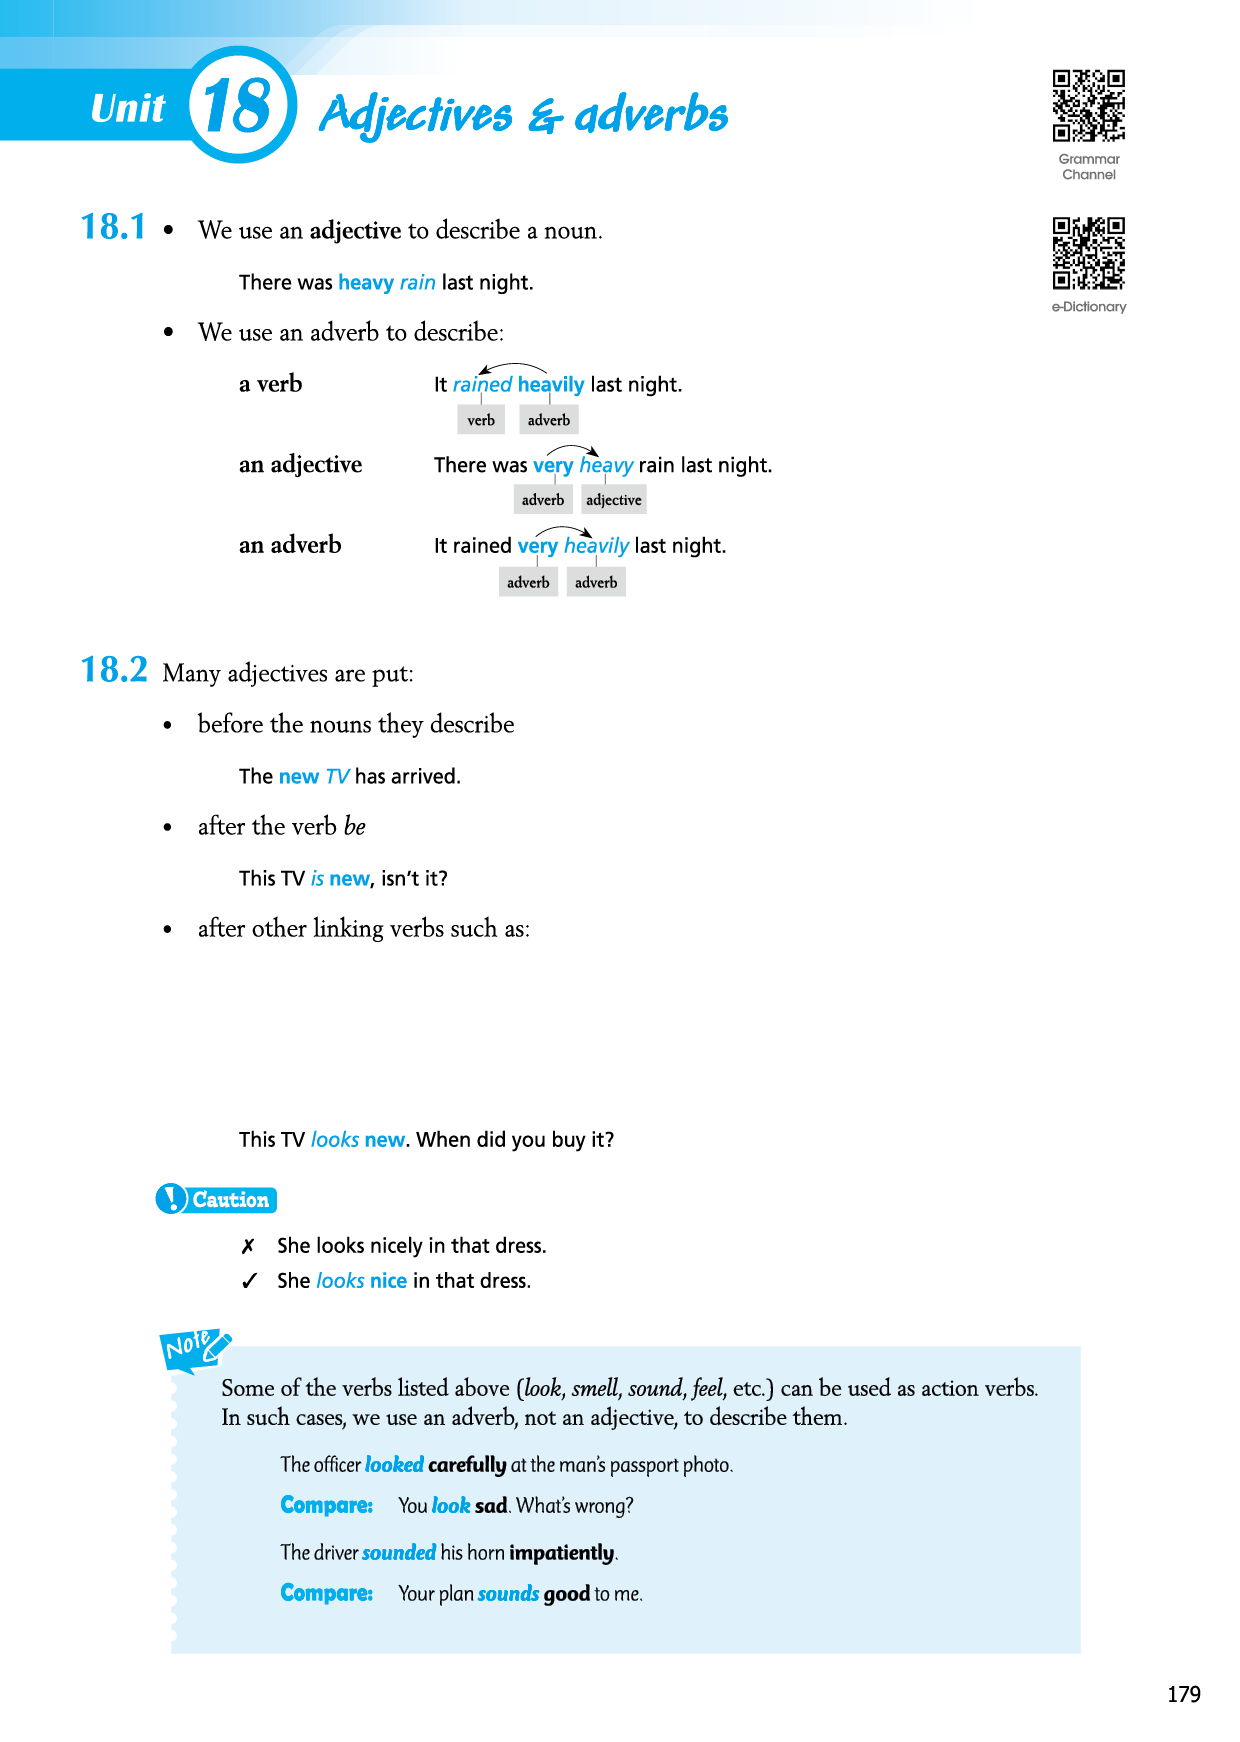 Unit 18 Adjectives & adverbs
Grammar
Channel
18.1 • We use an adjective to describe a noun.
There was heavy rain last night.
e-Dictionary
• We use an adverb to describe:
a verb It rained heavily last night.
verb adverb
an adjective There was very heavy rain last night.
adverb adjective
an adverb It rained very heavily last night.
adverb adverb
18.2 Many adjectives are put:
• before the nouns they describe
The new TV has arrived.
• after the verb be
This TV is new, isn't it?
• after other linking verbs such as:
This TV looks new. When did you buy it?
! Caution
✗ She looks nicely in that dress.
✓ She looks nice in that dress.
Note
Some of the verbs listed above (look, smell, sound, feel, etc.) can be used as action verbs.
In such cases, we use an adverb, not an adjective, to describe them.
The officer looked carefully at the man's passport photo.
Compare: You look sad. What's wrong?
The driver sounded his horn impatiently.
Compare: Your plan sounds good to me.
179